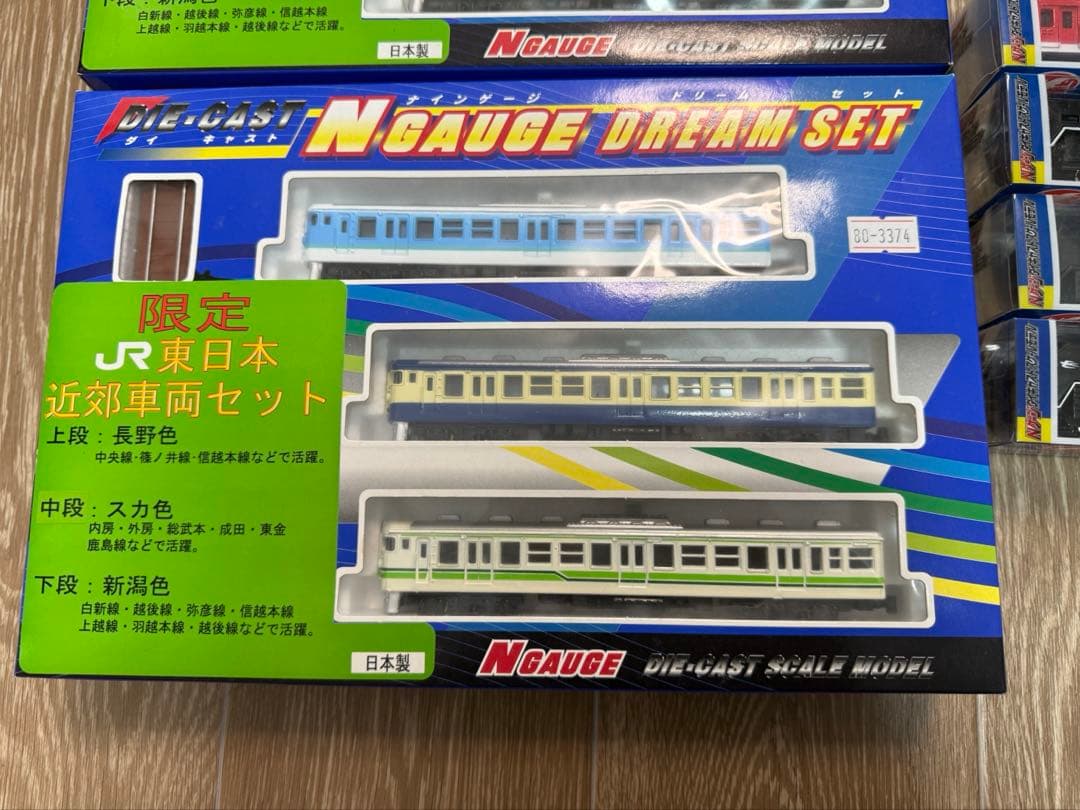 下段：新潟色
白新線・越後線・弥彦線・信越本線
上越線・羽越本線・越後線などで活躍。
日本製
N GAUGE DIE-CAST SCALE MODEL
DIE-CAST
ダイ キャスト
ナインゲージ ドリーム セット
N GAUGE DREAM SET
80-3374
限定
JR東日本
近郊車両セット
上段：長野色
中央線・篠ノ井線・信越本線などで活躍。
中段：スカ色
内房・外房・総武本・成田・東金
鹿島線などで活躍。
下段：新潟色
白新線・越後線・弥彦線・信越本線
上越線・羽越本線・越後線などで活躍。
日本製
N GAUGE DIE-CAST SCALE MODEL